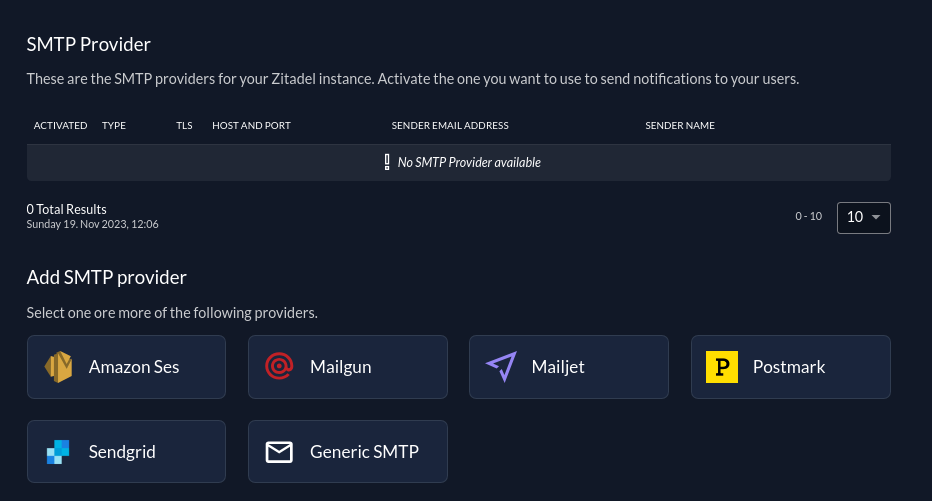 SMTP Provider
These are the SMTP providers for your Zitadel instance. Activate the one you want to use to send notifications to your users.
ACTIVATED TYPE TLS HOST AND PORT SENDER EMAIL ADDRESS SENDER NAME
No SMTP Provider available
0 Total Results
Sunday 19. Nov 2023, 12:06
0 - 10 10
Add SMTP provider
Select one ore more of the following providers.
Amazon Ses Mailgun Mailjet P Postmark
Sendgrid Generic SMTP